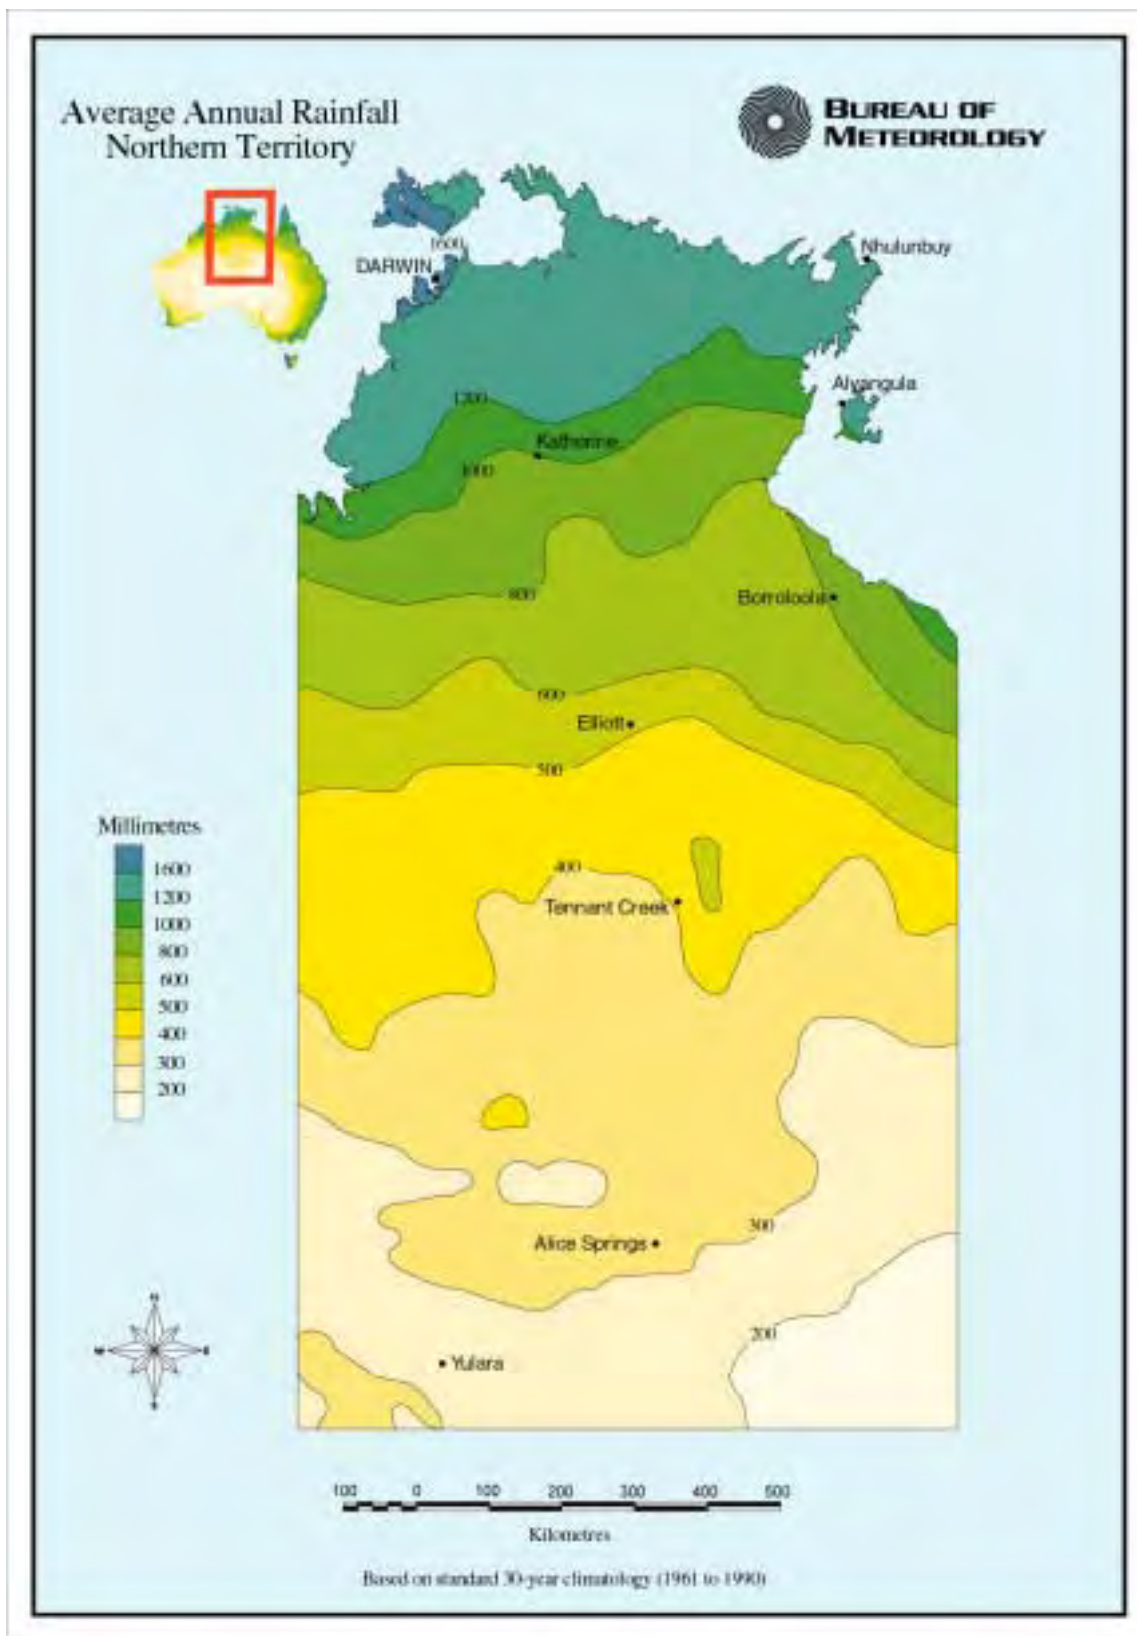 Average Annual Rainfall
Northern Territory
BUREAU OF
METEOROLOGY
1600
DARWIN
Nhulunbuy
Alyangula
1200
Katherine
1000
800
Borroloola
600
Elliott
500
400
Tennant Creek
300
Alice Springs
200
Yulara
Millimetres
1600
1200
1000
800
600
500
400
300
200
100 0 100 200 300 400 500
Kilometres
Based on standard 30-year climatology (1961 to 1990)